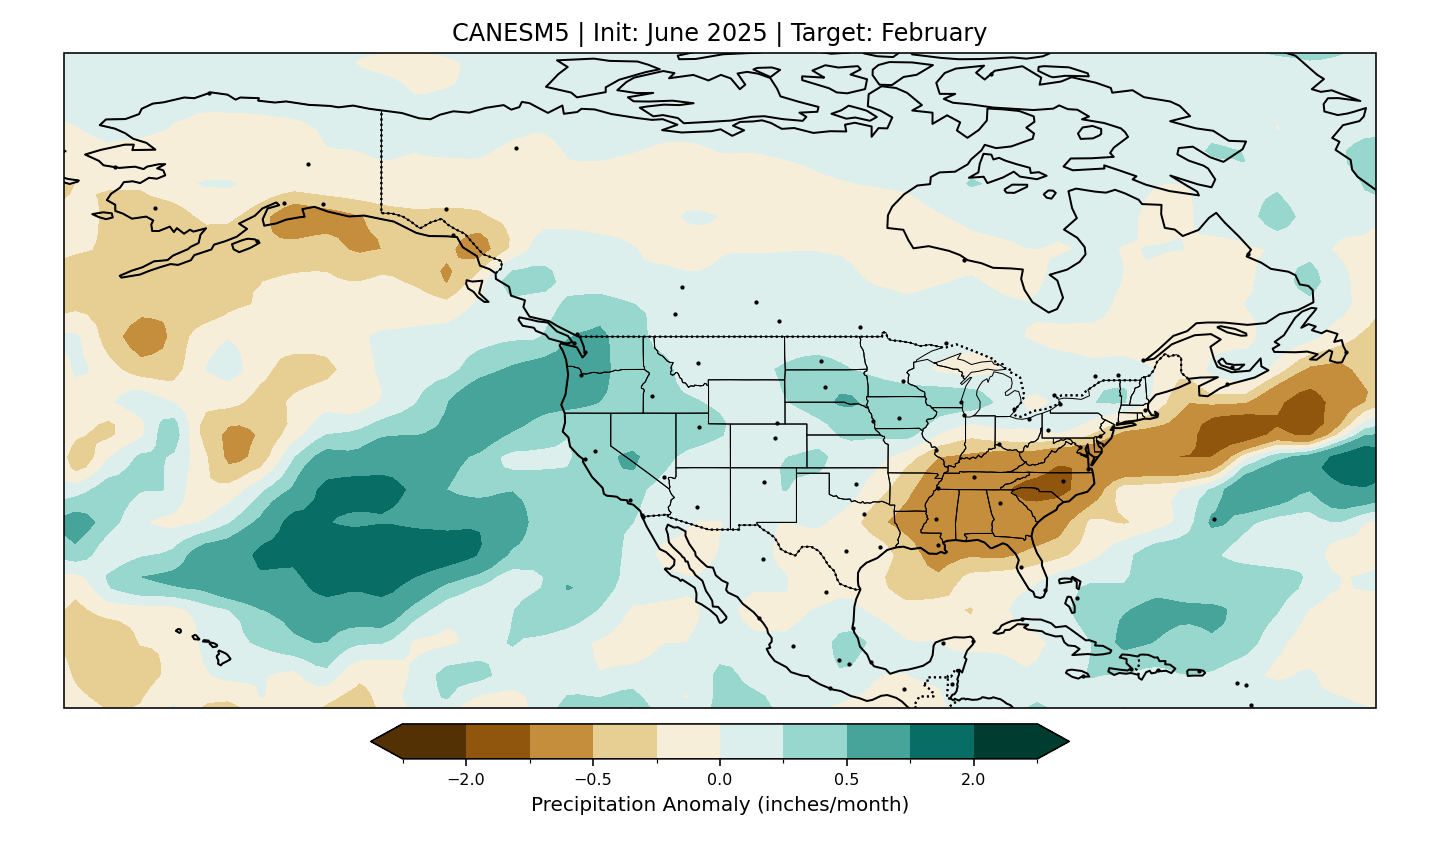 CANESM5 | Init: June 2025 | Target: February
−2.0 −0.5 0.0 0.5 2.0
Precipitation Anomaly (inches/month)